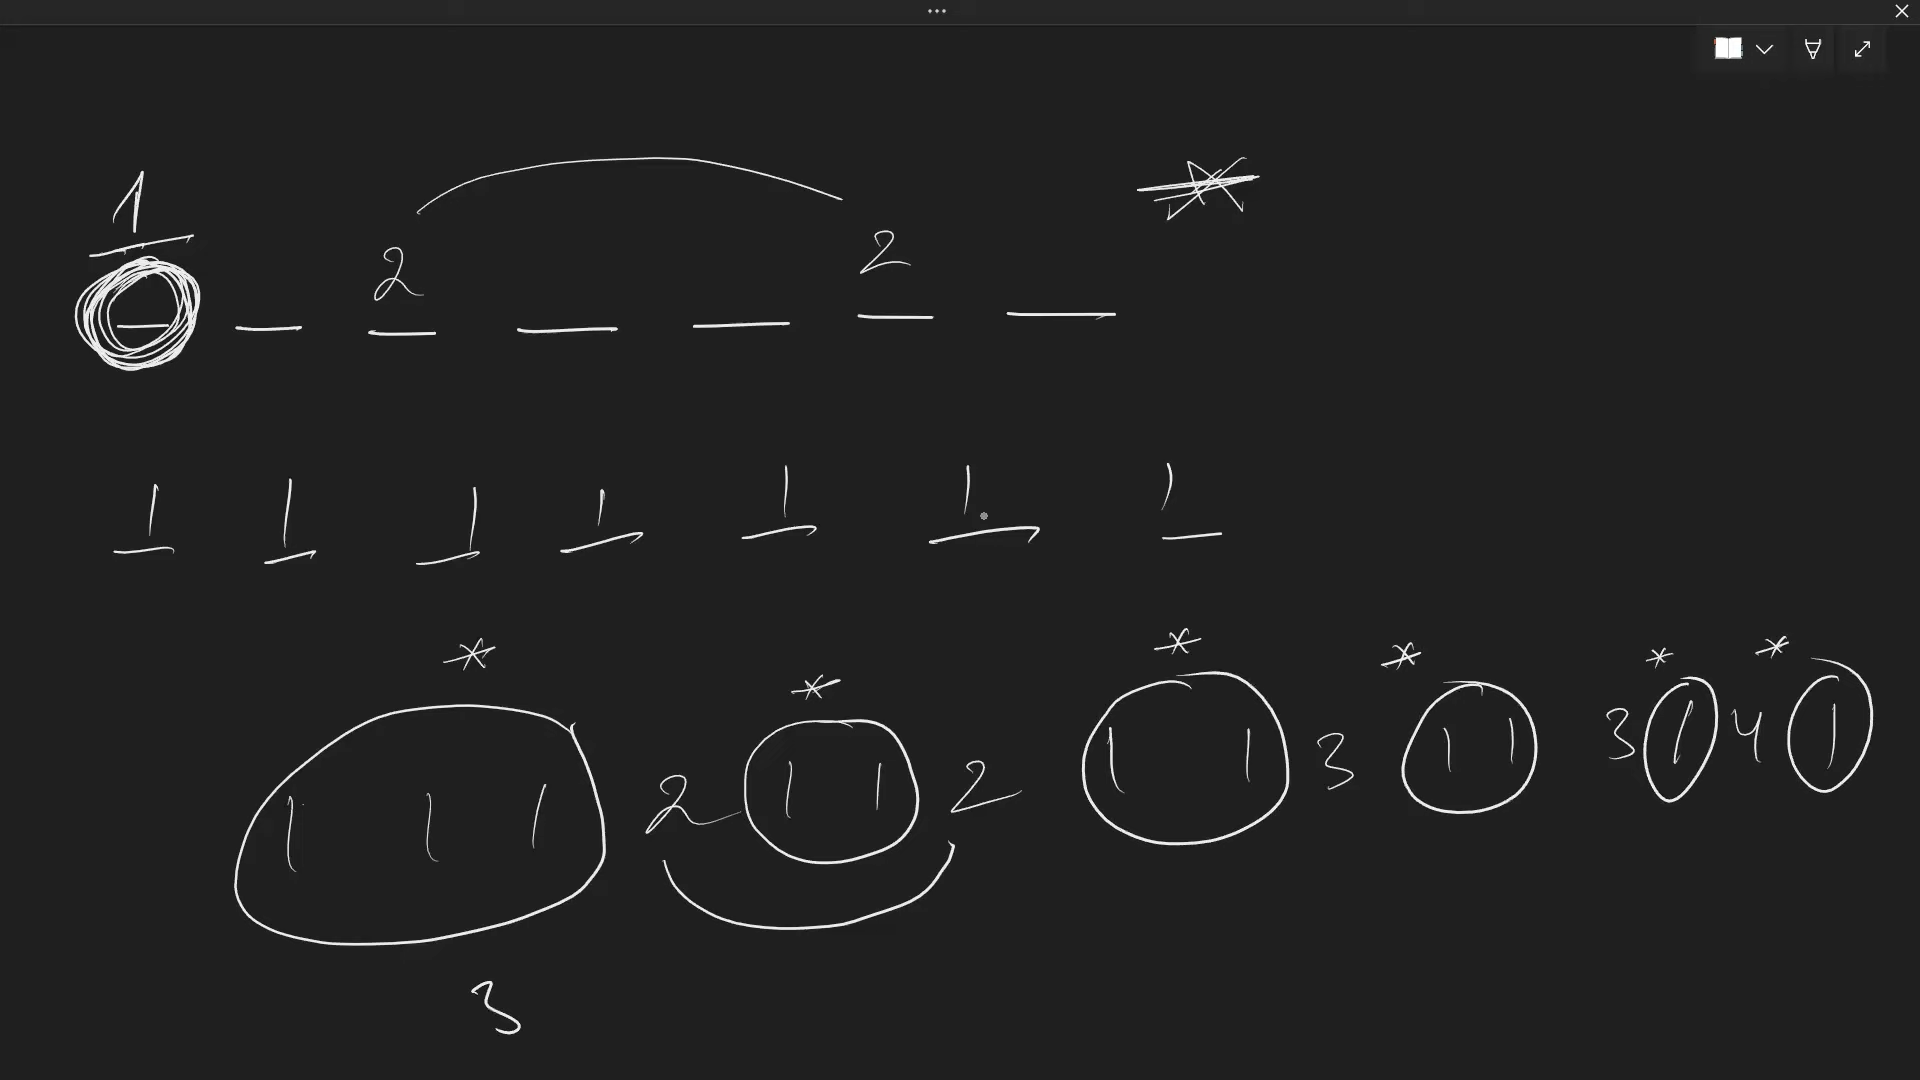 1
2 2
1 1 1 1 1 1 1
* * * * * *
1 1 1 2 1 1 2 1 1 3 1 1 3 1 4 1
3